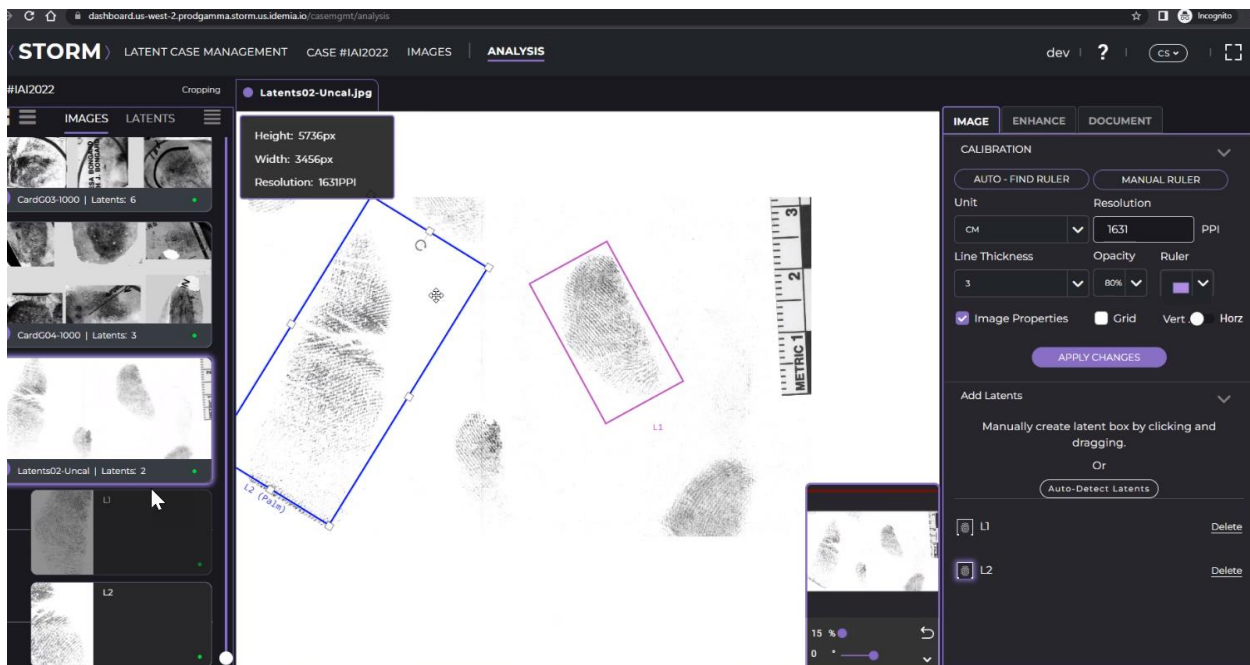 dashboard.us-west-2.prodgamma.storm.us.idemia.io/casemgmt/analysis
Incognito
STORM LATENT CASE MANAGEMENT CASE #IAI2022 IMAGES ANALYSIS
dev ? CS
#IAI2022 Cropping
Latents02-Uncal.jpg
IMAGES LATENTS
CardG03-1000 | Latents: 6
CardG04-1000 | Latents: 3
Latents02-Uncal | Latents: 2
L1
L2
Height: 5736px
Width: 3456px
Resolution: 1631PPI
L2 (Palm)
L1
3
2
METRIC 1
15 %
0 °
IMAGE ENHANCE DOCUMENT
CALIBRATION
AUTO - FIND RULER MANUAL RULER
Unit Resolution
CM 1631 PPI
Line Thickness Opacity Ruler
3 80%
Image Properties Grid Vert Horz
APPLY CHANGES
Add Latents
Manually create latent box by clicking and
dragging.
Or
Auto-Detect Latents
L1 Delete
L2 Delete